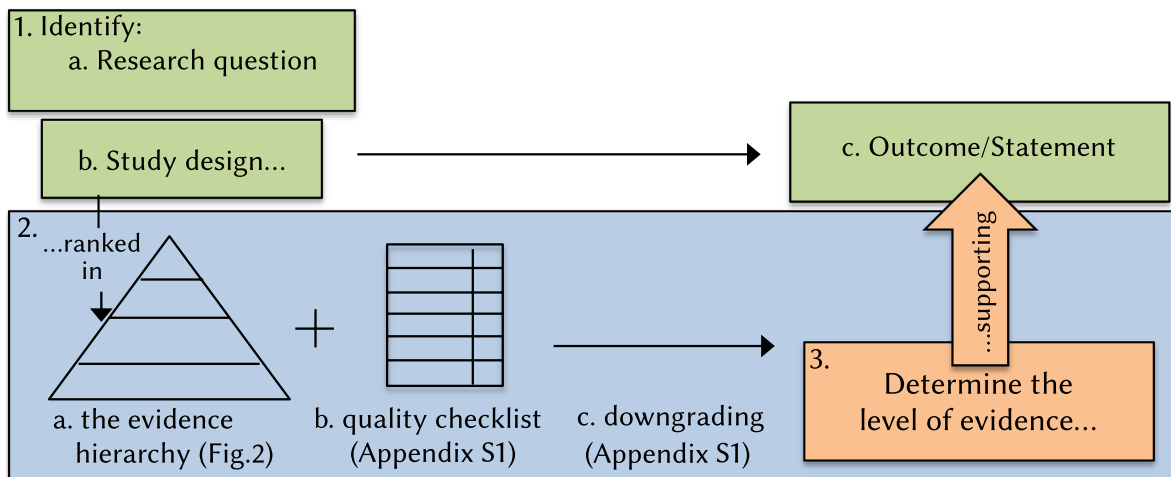 1. Identify:
a. Research question
b. Study design...
c. Outcome/Statement
2.
...ranked
in
a. the evidence
hierarchy (Fig.2)
b. quality checklist
(Appendix S1)
c. downgrading
(Appendix S1)
3.
Determine the
level of evidence...
...supporting